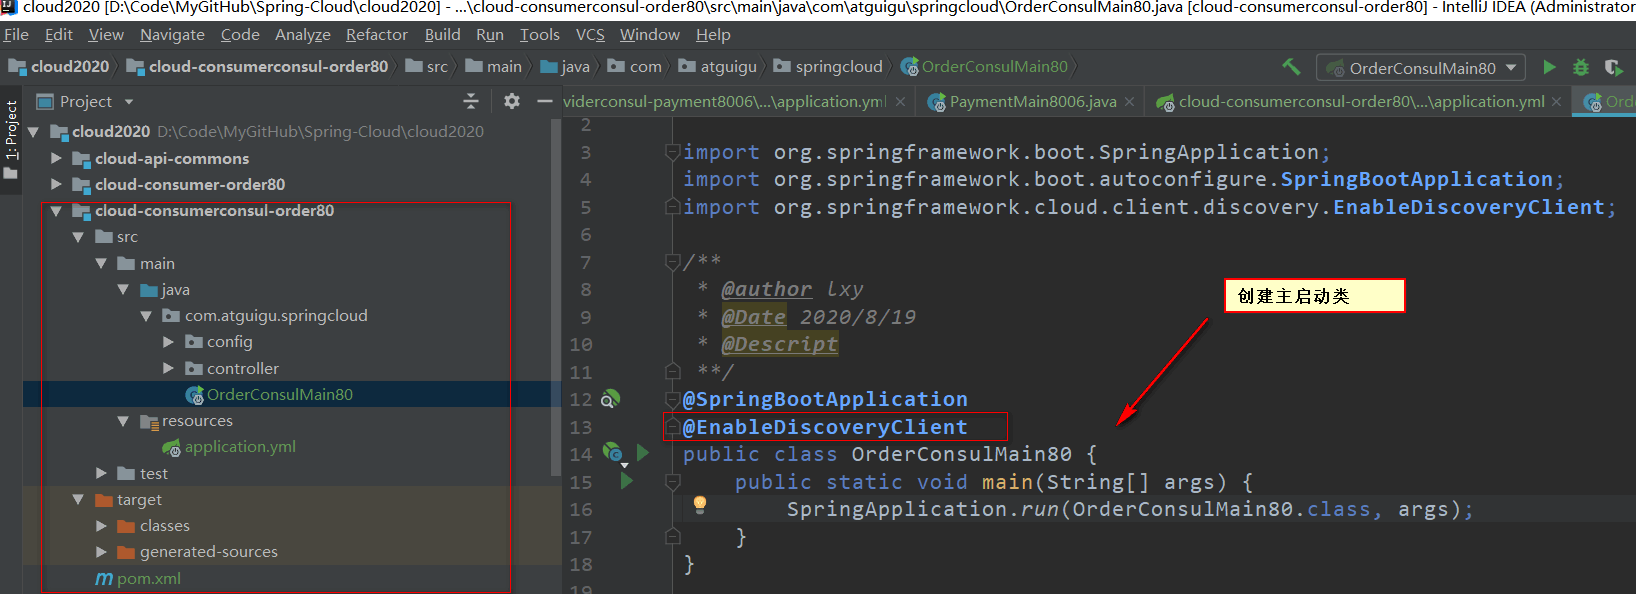 cloud2020 [D:\Code\MyGitHub\Spring-Cloud\cloud2020] - ...\cloud-consumerconsul-order80\src\main\java\com\atguigu\springcloud\OrderConsulMain80.java [cloud-consumerconsul-order80] - IntelliJ IDEA (Administrator
File Edit View Navigate Code Analyze Refactor Build Run Tools VCS Window Help
cloud2020 cloud-consumerconsul-order80 src main java com atguigu springcloud OrderConsulMain80 OrderConsulMain80
1: Project
Project
viderconsul-payment8006\...\application.yml PaymentMain8006.java cloud-consumerconsul-order80\...\application.yml Orde
cloud2020 D:\Code\MyGitHub\Spring-Cloud\cloud2020
cloud-api-commons
cloud-consumer-order80
cloud-consumerconsul-order80
src
main
java
com.atguigu.springcloud
config
controller
OrderConsulMain80
resources
application.yml
test
target
classes
generated-sources
pom.xml
2
3 import org.springframework.boot.SpringApplication;
4 import org.springframework.boot.autoconfigure.SpringBootApplication;
5 import org.springframework.cloud.client.discovery.EnableDiscoveryClient;
6
7 /**
8 * @author lxy
9 * @Date 2020/8/19
10 * @Descript
11 **/
12 @SpringBootApplication
13 @EnableDiscoveryClient
14 public class OrderConsulMain80 {
15 public static void main(String[] args) {
16 SpringApplication.run(OrderConsulMain80.class, args);
17 }
18 }
19
创建主启动类